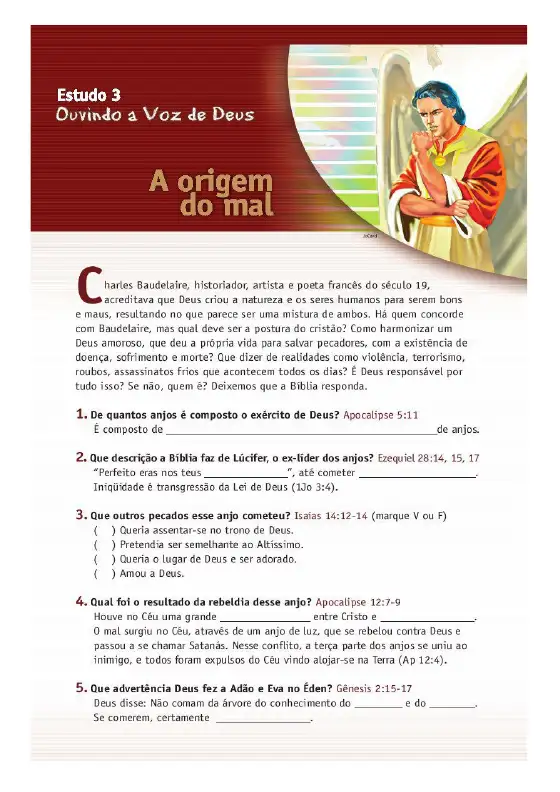 Estudo 3
Ouvindo a Voz de Deus
A origem
do mal
Charles Baudelaire, historiador, artista e poeta francês do século 19,
acreditava que Deus criou a natureza e os seres humanos para serem bons
e maus, resultando no que parece ser uma mistura de ambos. Há quem concorde
com Baudelaire, mas qual deve ser a postura do cristão? Como harmonizar um
Deus amoroso, que deu a própria vida para salvar pecadores, com a existência de
doença, sofrimento e morte? Que dizer de realidades como violência, terrorismo,
roubos, assassinatos frios que acontecem todos os dias? É Deus responsável por
tudo isso? Se não, quem é? Deixemos que a Bíblia responda.
1. De quantos anjos é composto o exército de Deus? Apocalipse 5:11
É composto de ______ de anjos.
2. Que descrição a Bíblia faz de Lúcifer, o ex-líder dos anjos? Ezequiel 28:14, 15, 17
“Perfeito eras nos teus ______”, até cometer ______.
Iniqüidade é transgressão da Lei de Deus (1Jo 3:4).
3. Que outros pecados esse anjo cometeu? Isaías 14:12-14 (marque V ou F)
( ) Queria assentar-se no trono de Deus.
( ) Pretendia ser semelhante ao Altíssimo.
( ) Queria o lugar de Deus e ser adorado.
( ) Amou a Deus.
4. Qual foi o resultado da rebeldia desse anjo? Apocalipse 12:7-9
Houve no Céu uma grande ______ entre Cristo e ______.
O mal surgiu no Céu, através de um anjo de luz, que se rebelou contra Deus e
passou a se chamar Satanás. Nesse conflito, a terça parte dos anjos se uniu ao
inimigo, e todos foram expulsos do Céu vindo alojar-se na Terra (Ap 12:4).
5. Que advertência Deus fez a Adão e Eva no Éden? Gênesis 2:15-17
Deus disse: Não comam da árvore do conhecimento do ______ e do ______.
Se comerem, certamente ______.